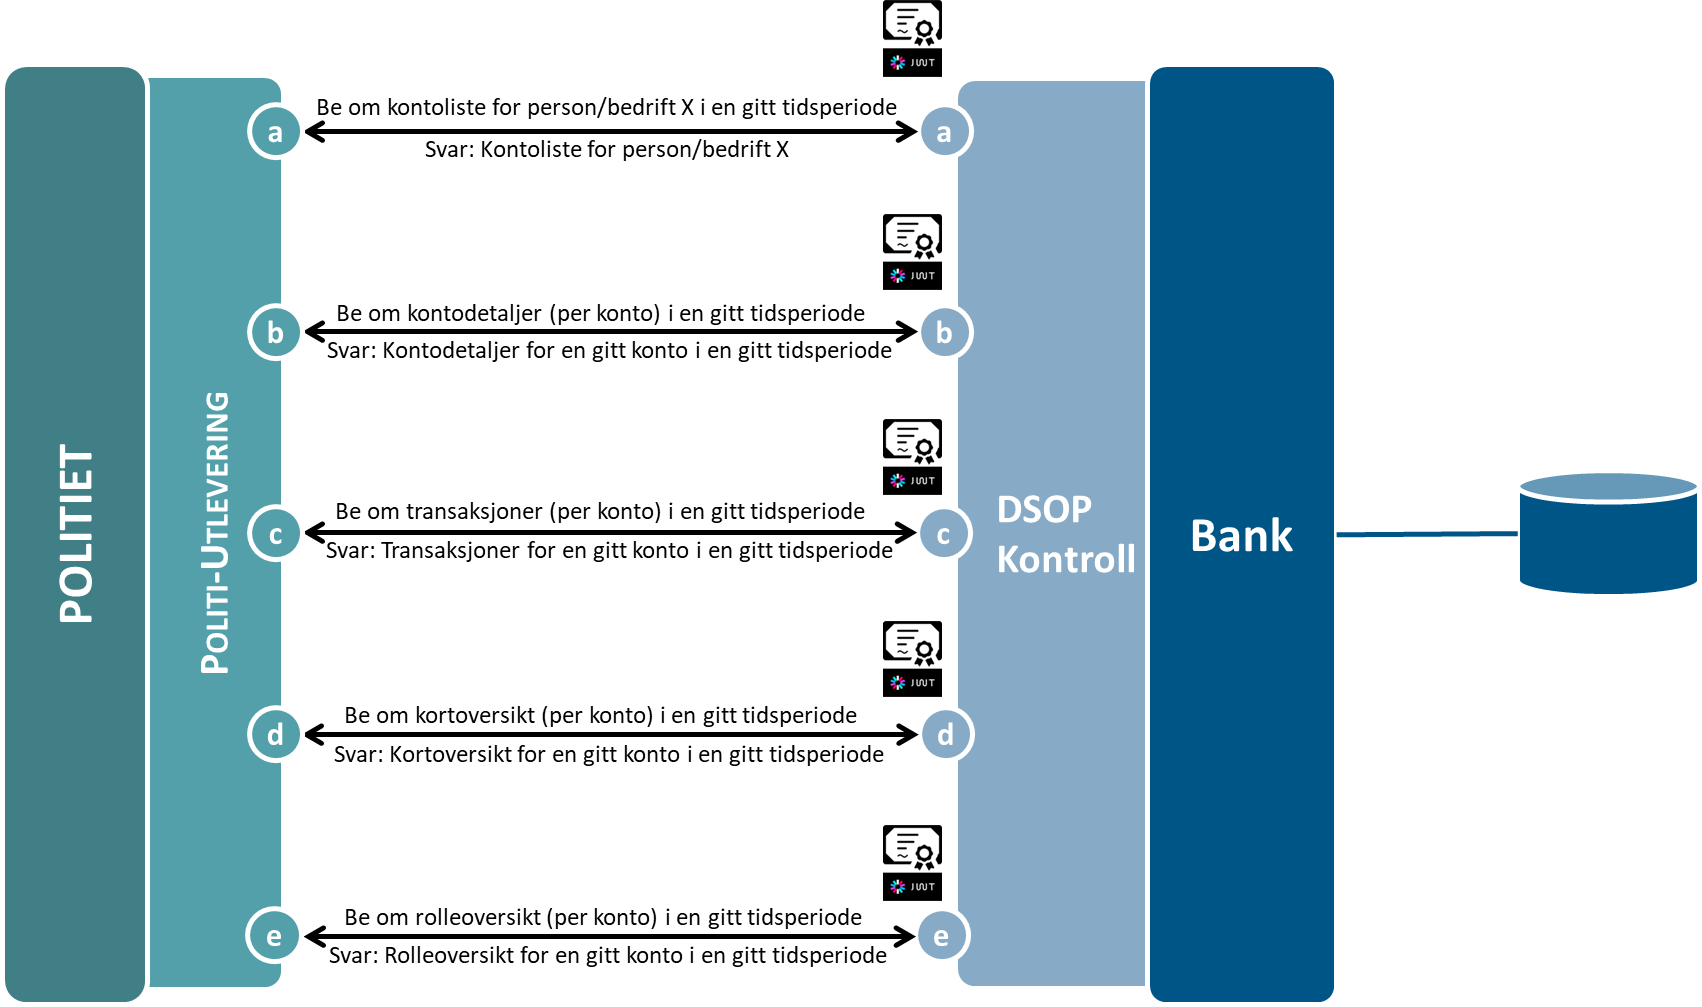 POLITIET
POLITI-UTLEVERING
JWT
a
Be om kontoliste for person/bedrift X i en gitt tidsperiode
Svar: Kontoliste for person/bedrift X
a
JWT
b
Be om kontodetaljer (per konto) i en gitt tidsperiode
Svar: Kontodetaljer for en gitt konto i en gitt tidsperiode
b
JWT
c
Be om transaksjoner (per konto) i en gitt tidsperiode
Svar: Transaksjoner for en gitt konto i en gitt tidsperiode
c
JWT
d
Be om kortoversikt (per konto) i en gitt tidsperiode
Svar: Kortoversikt for en gitt konto i en gitt tidsperiode
d
JWT
e
Be om rolleoversikt (per konto) i en gitt tidsperiode
Svar: Rolleoversikt for en gitt konto i en gitt tidsperiode
e
DSOP
Kontroll
Bank